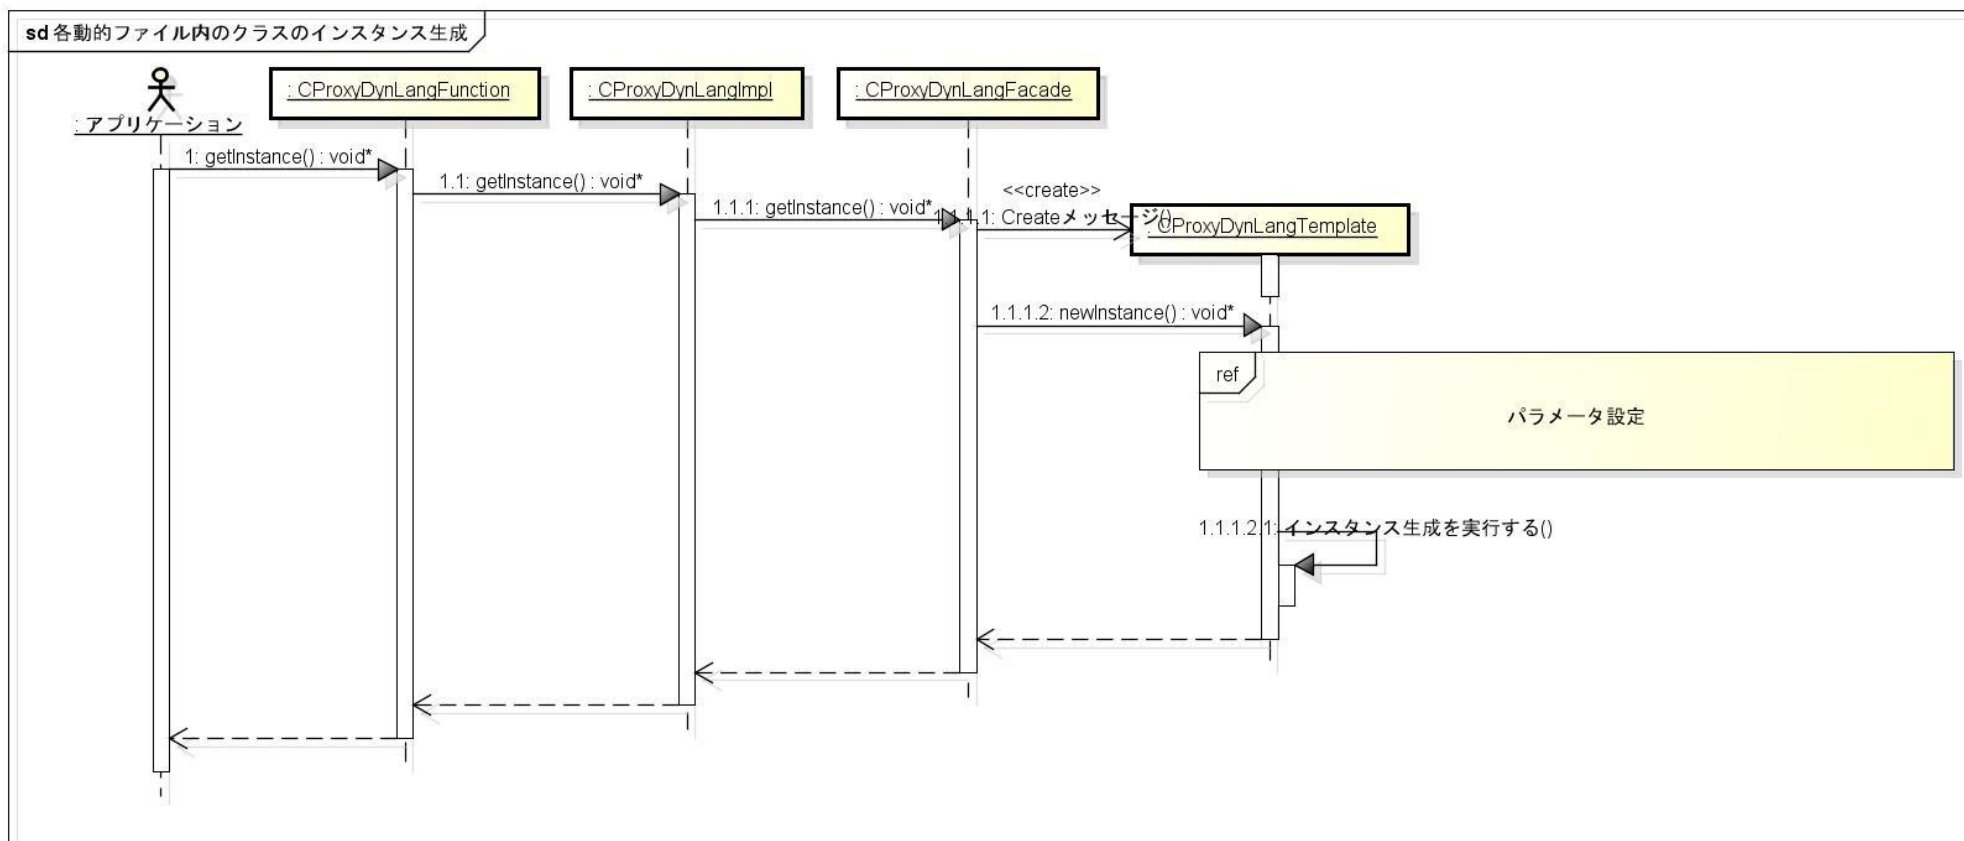 sd 各動的ファイル内のクラスのインスタンス生成
: アプリケーション
: CProxyDynLangFunction
: CProxyDynLangImpl
: CProxyDynLangFacade
1: getInstance() : void*
1.1: getInstance() : void*
1.1.1: getInstance() : void*
<<create>>
1.1.1.1: Createメッセージ()
: CProxyDynLangTemplate
1.1.1.2: newInstance() : void*
ref
パラメータ設定
1.1.1.2.1: インスタンス生成を実行する()